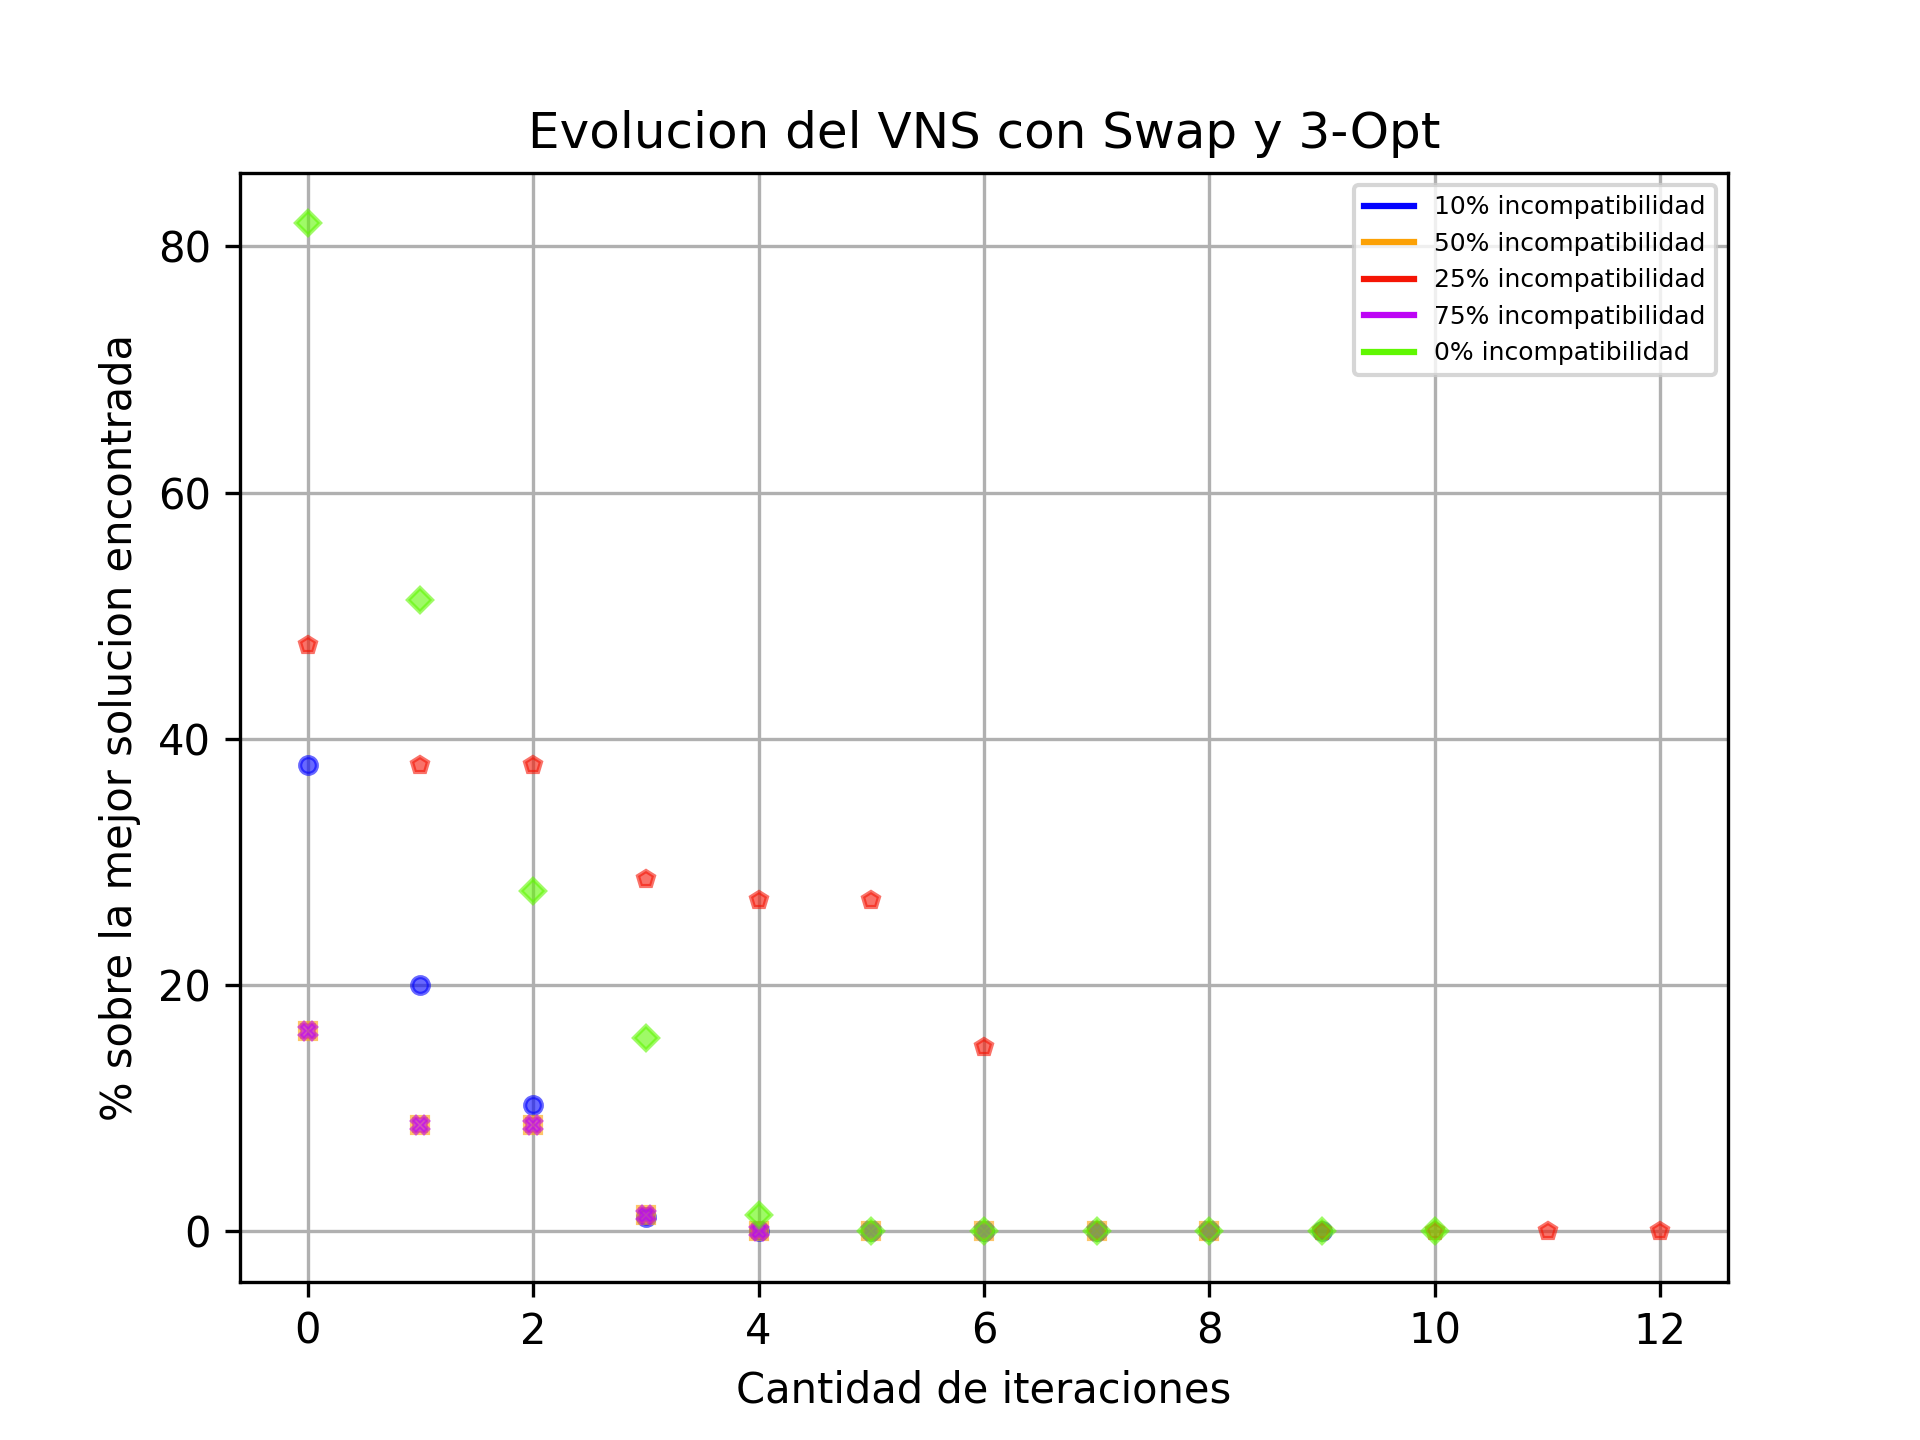 Evolucion del VNS con Swap y 3-Opt
10% incompatibilidad
50% incompatibilidad
25% incompatibilidad
75% incompatibilidad
0% incompatibilidad
% sobre la mejor solucion encontrada
80
60
40
20
0
0 2 4 6 8 10 12
Cantidad de iteraciones